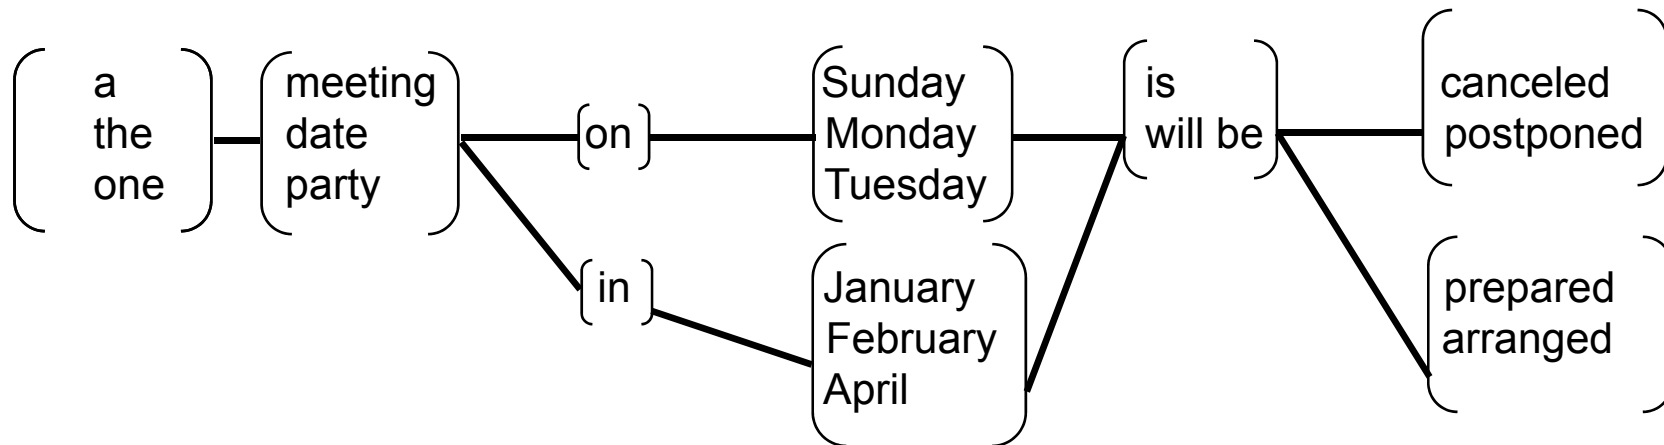 a
the
one
meeting
date
party
on
in
Sunday
Monday
Tuesday
January
February
April
is
will be
canceled
postponed
prepared
arranged